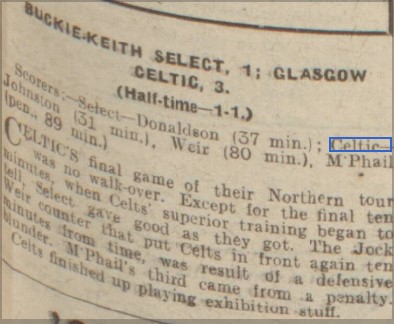 BUCKIE-KEITH SELECT, 1; GLASGOW
CELTIC, 3.
(Half-time—1-1.)
Scorers:—Select—Donaldson (37 min.); Celtic—
Johnston (31 min.), Weir (80 min.), M'Phail
(pen., 89 min.)
CELTIC'S final game of their Northern tour
was no walk-over. Except for the final ten
minutes, when Celts' superior training began to
tell, Select gave good as they got. The Jock
Weir counter that put Celts in front again ten
minutes from time, was result of a defensive
blunder. M'Phail's third came from a penalty.
Celts finished up playing exhibition stuff.